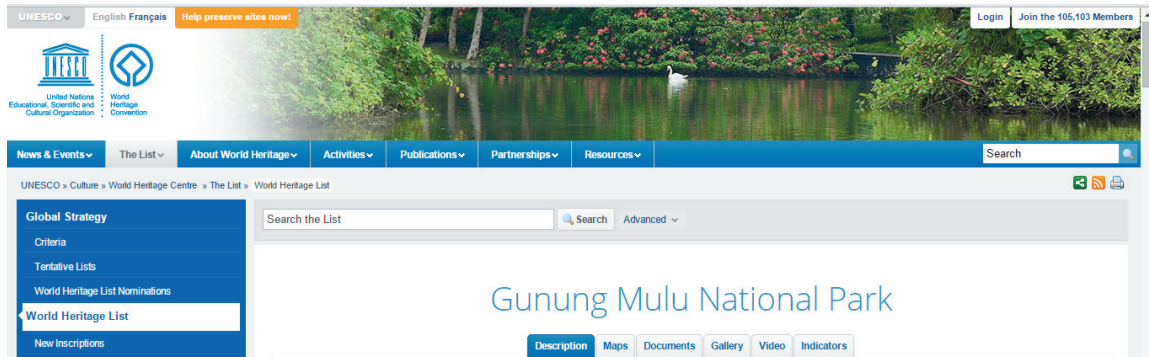 UNESCO English Français Help preserve sites now! Login Join the 105,103 Members
UNESCO
United Nations
Educational, Scientific and
Cultural Organization
World
Heritage
Convention
News & Events The List About World Heritage Activities Publications Partnerships Resources Search
UNESCO » Culture » World Heritage Centre » The List » World Heritage List
Global Strategy
Criteria
Tentative Lists
World Heritage List Nominations
World Heritage List
New Inscriptions
Search the List Search Advanced
Gunung Mulu National Park
Description Maps Documents Gallery Video Indicators